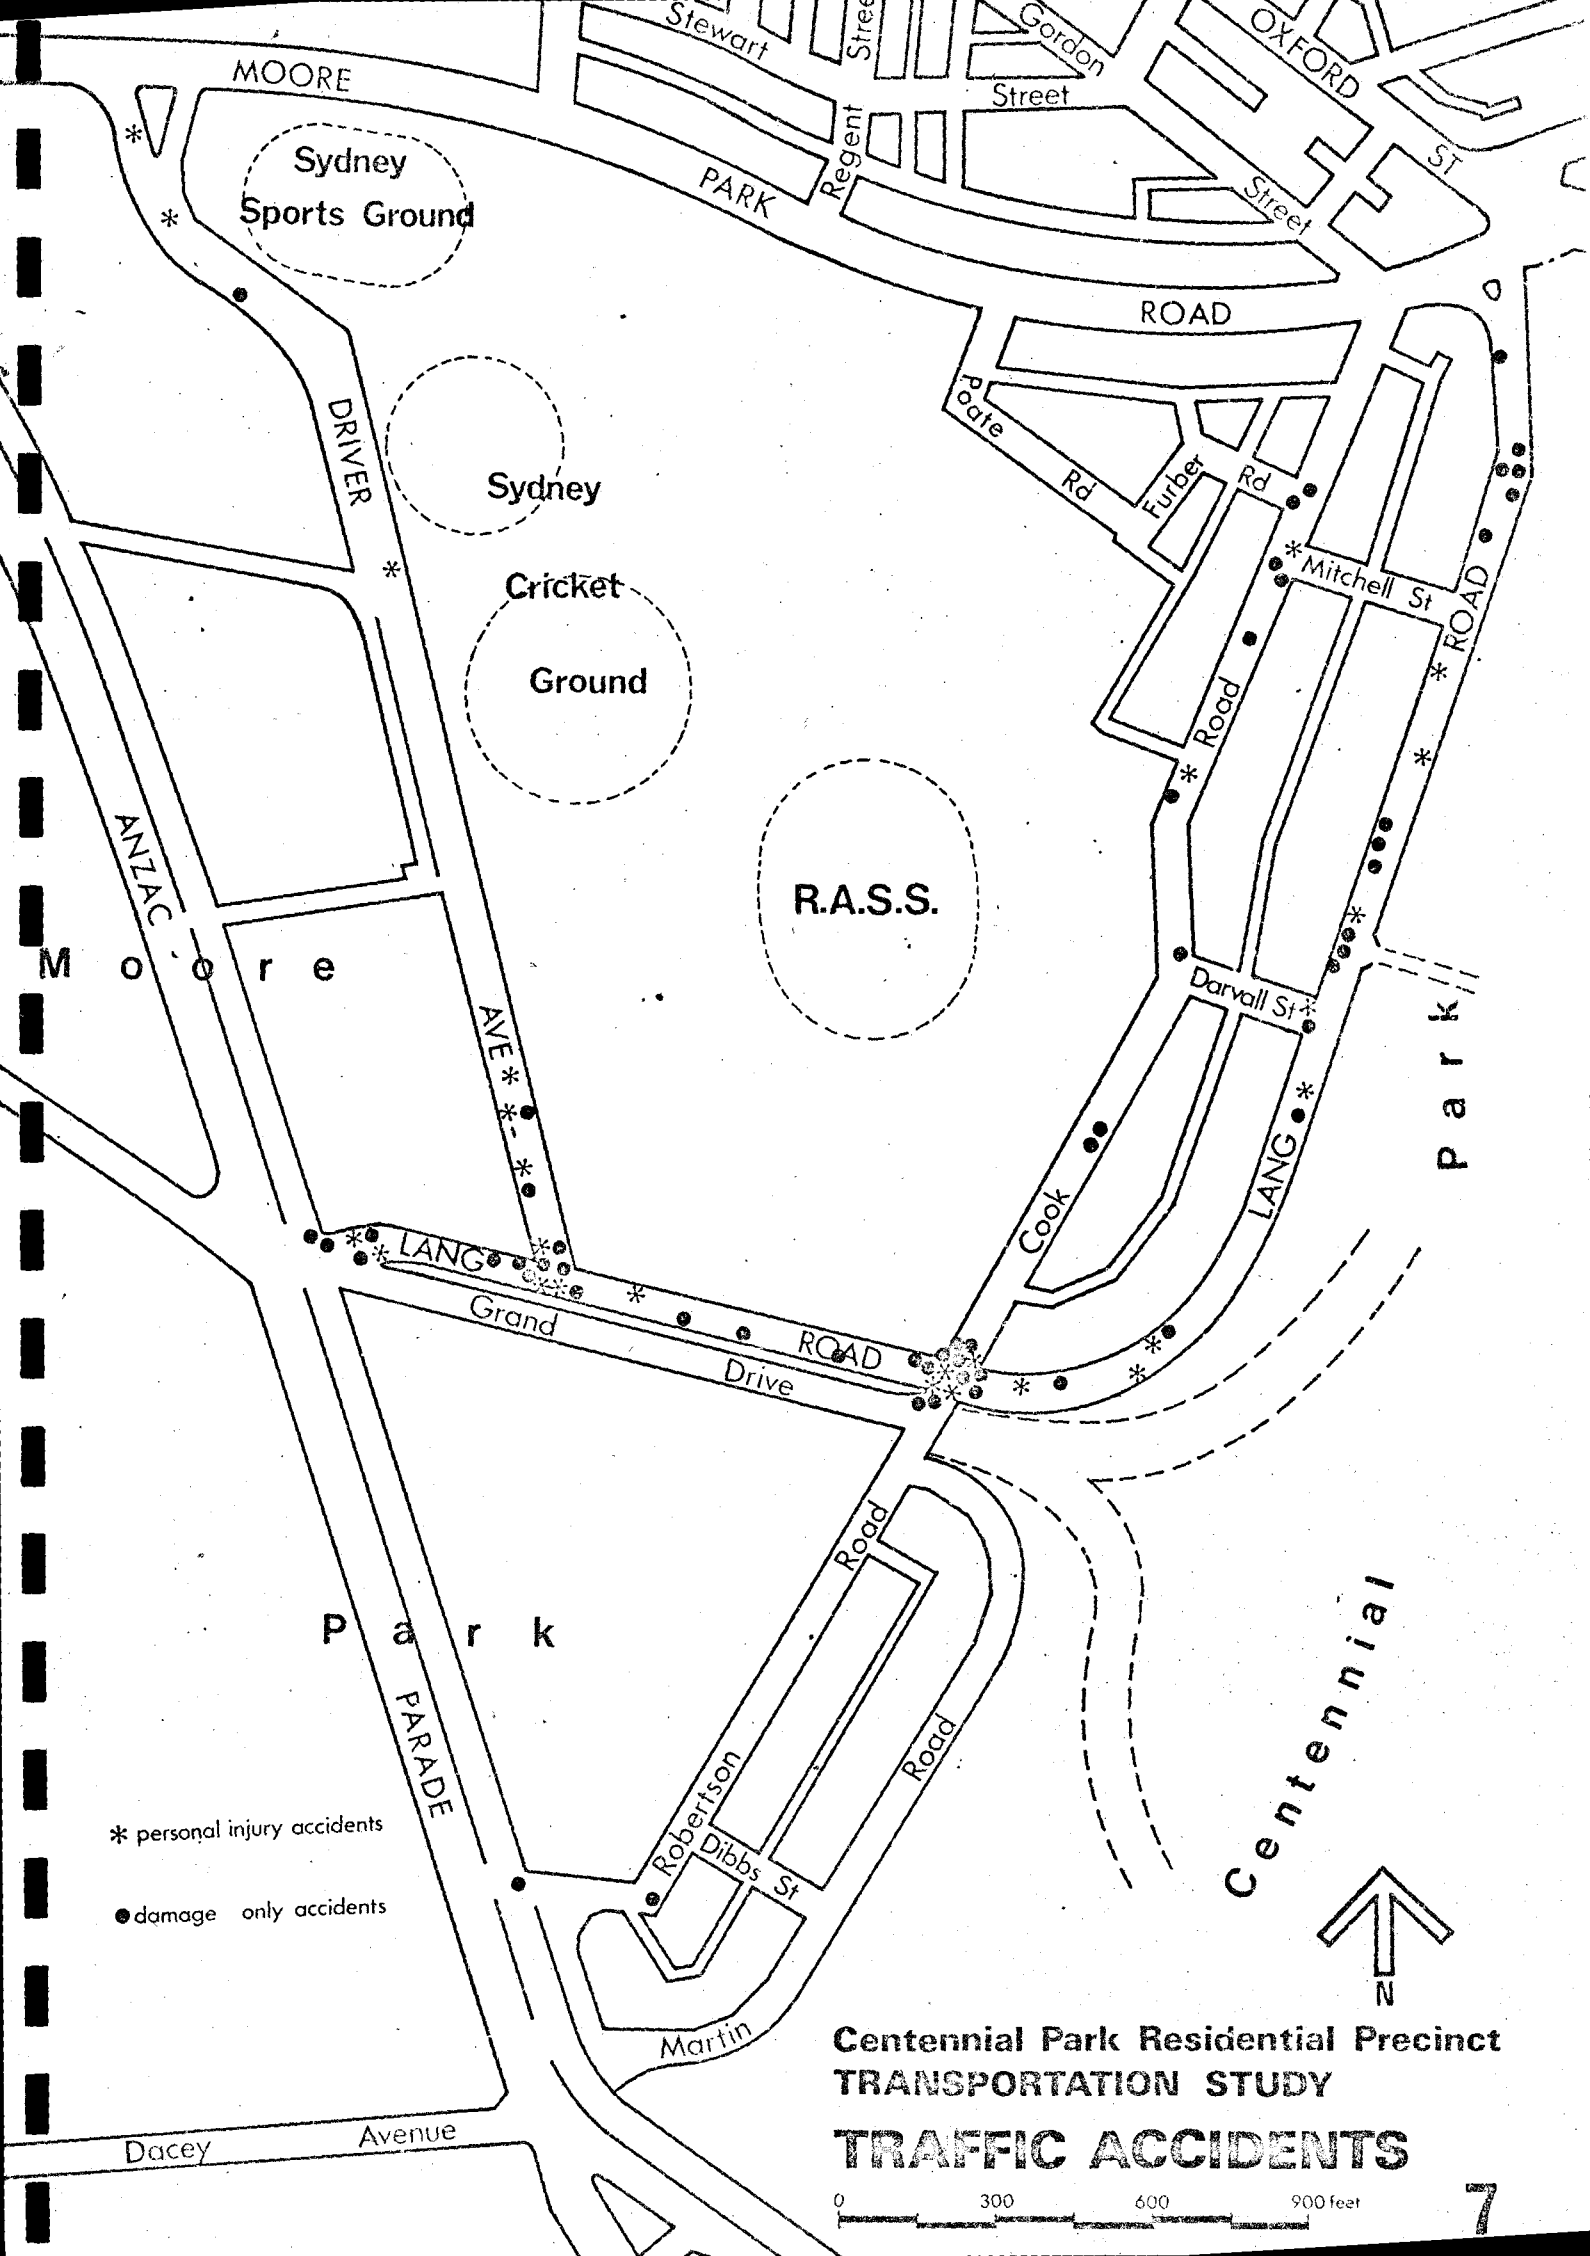 Stewart
Street
Gordon
OXFORD
MOORE
Street
Regent
ST
Sydney
PARK
Street
Sports Ground
ROAD
DRIVER
Poate
Rd
Furber
Rd
Sydney
Mitchell St
ROAD
Cricket
Ground
Road
ANZAC
R.A.S.S.
Moore
Darvall St
Park
AVE
LANG
Cook
LANG
Grand
ROAD
Drive
Road
Park
Centennial
PARADE
Road
Robertson
* personal injury accidents
Dibbs St
● damage only accidents
N
Martin
Centennial Park Residential Precinct
TRANSPORTATION STUDY
Dacey Avenue
TRAFFIC ACCIDENTS
0 300 600 900 feet
7